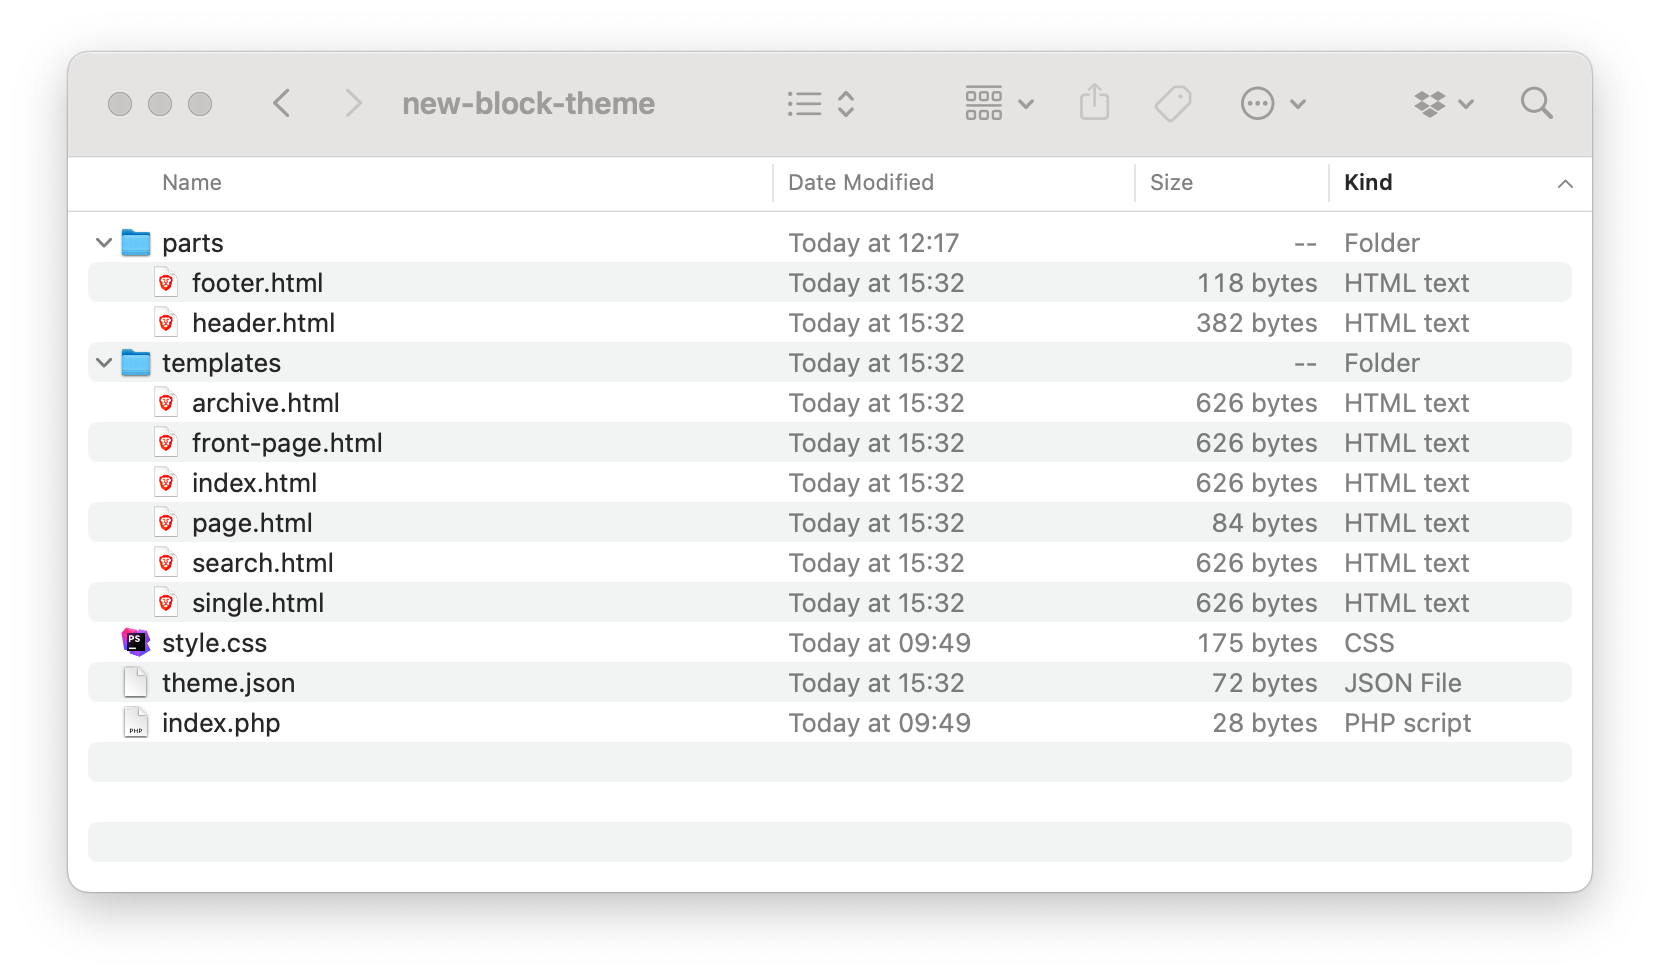 new-block-theme
Name Date Modified Size Kind
parts Today at 12:17 -- Folder
footer.html Today at 15:32 118 bytes HTML text
header.html Today at 15:32 382 bytes HTML text
templates Today at 15:32 -- Folder
archive.html Today at 15:32 626 bytes HTML text
front-page.html Today at 15:32 626 bytes HTML text
index.html Today at 15:32 626 bytes HTML text
page.html Today at 15:32 84 bytes HTML text
search.html Today at 15:32 626 bytes HTML text
single.html Today at 15:32 626 bytes HTML text
PS style.css Today at 09:49 175 bytes CSS
theme.json Today at 15:32 72 bytes JSON File
PHP index.php Today at 09:49 28 bytes PHP script